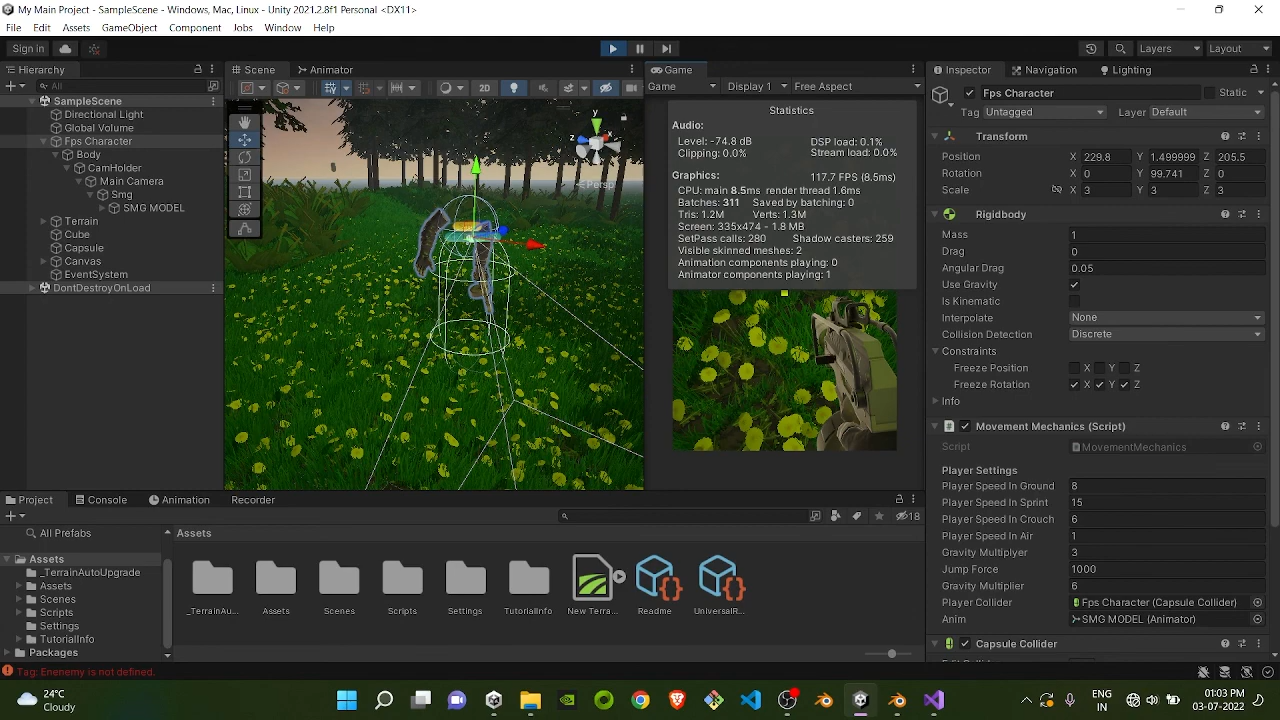 My Main Project - SampleScene - Windows, Mac, Linux - Unity 2021.2.8f1 Personal <DX11>
File Edit Assets GameObject Component Jobs Window Help
Sign in
Layers
Layout
Hierarchy
All
SampleScene
Directional Light
Global Volume
Fps Character
Body
CamHolder
Main Camera
Smg
SMG MODEL
Terrain
Cube
Capsule
Canvas
EventSystem
DontDestroyOnLoad
Scene
Animator
2D
y
z
x
Persp
Game
Game
Display 1
Free Aspect
Statistics
Audio:
Level: -74.8 dB DSP load: 0.1%
Clipping: 0.0% Stream load: 0.0%
Graphics: 117.7 FPS (8.5ms)
CPU: main 8.5ms render thread 1.6ms
Batches: 311 Saved by batching: 0
Tris: 1.2M Verts: 1.3M
Screen: 335x474 - 1.8 MB
SetPass calls: 280 Shadow casters: 259
Visible skinned meshes: 2
Animation components playing: 0
Animator components playing: 1
Inspector
Navigation
Lighting
Fps Character
Static
Tag Untagged Layer Default
Transform
Position X 229.8 Y 1.499999 Z 205.5
Rotation X 0 Y 99.741 Z 0
Scale X 3 Y 3 Z 3
Rigidbody
Mass 1
Drag 0
Angular Drag 0.05
Use Gravity
Is Kinematic
Interpolate None
Collision Detection Discrete
Constraints
Freeze Position X Y Z
Freeze Rotation X Y Z
Info
# Movement Mechanics (Script)
Script MovementMechanics
Player Settings
Player Speed In Ground 8
Player Speed In Sprint 15
Player Speed In Crouch 6
Player Speed In Air 1
Gravity Multipiyer 3
Jump Force 1000
Gravity Multiplier 6
Player Collider Fps Character (Capsule Collider)
Anim SMG MODEL (Animator)
Capsule Collider
Project
Console
Animation
Recorder
18
All Prefabs
Assets
_TerrainAutoUpgrade
Assets
Scenes
Scripts
Settings
TutorialInfo
Packages
Assets
_TerrainAu...
Assets
Scenes
Scripts
Settings
TutorialInfo
New Terra...
Readme
UniversalR...
Tag: Enenemy is not defined.
24°C
Cloudy
ENG
IN
01:03 PM
03-07-2022